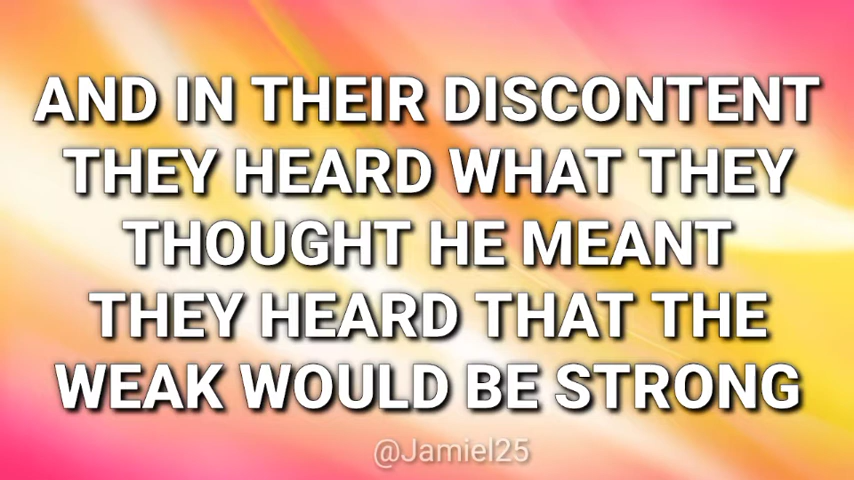 AND IN THEIR DISCONTENT
THEY HEARD WHAT THEY
THOUGHT HE MEANT
THEY HEARD THAT THE
WEAK WOULD BE STRONG
@Jamiel25